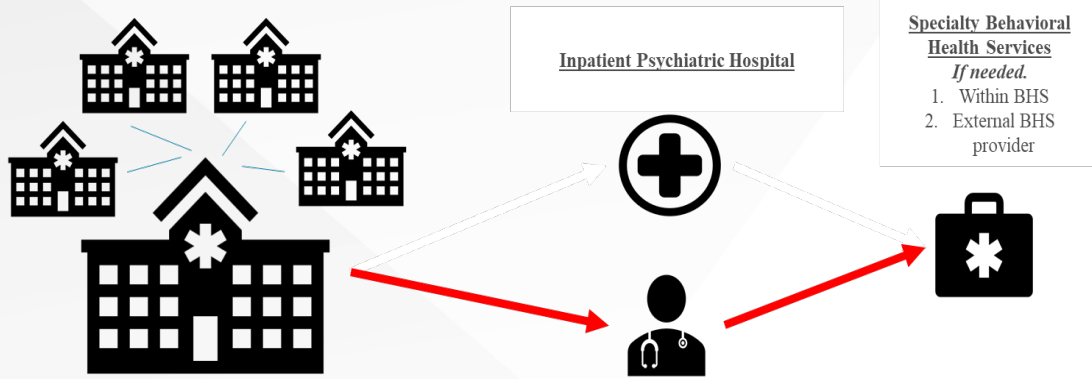 Inpatient Psychiatric Hospital
Specialty Behavioral
Health Services
If needed.
1. Within BHS
2. External BHS
provider